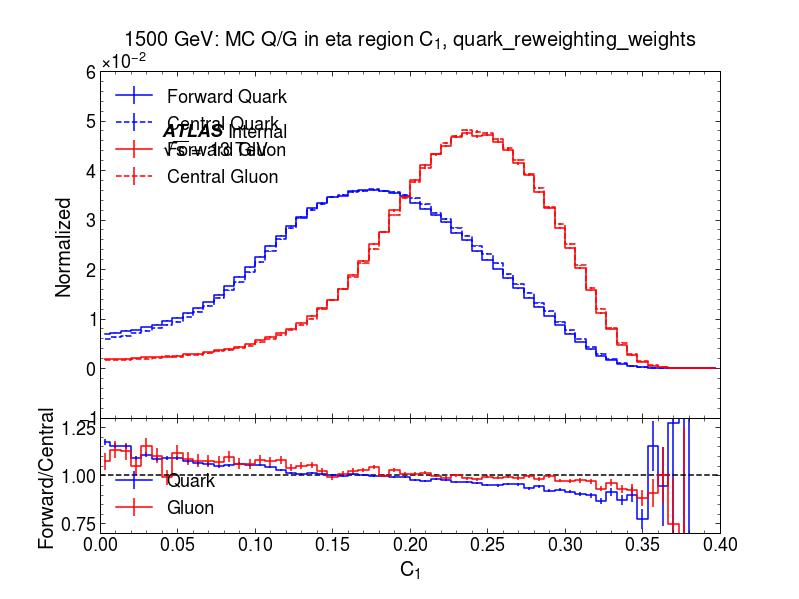 1500 GeV: MC Q/G in eta region C₁, quark_reweighting_weights
×10⁻²
6
5
4
3
2
1
0
−1
Normalized
Forward Quark
Central Quark
ATLAS Internal
Forward Gluon
√s = 13 TeV
Central Gluon
1.25
1.00
0.75
Forward/Central
Quark
Gluon
0.00 0.05 0.10 0.15 0.20 0.25 0.30 0.35 0.40
C₁